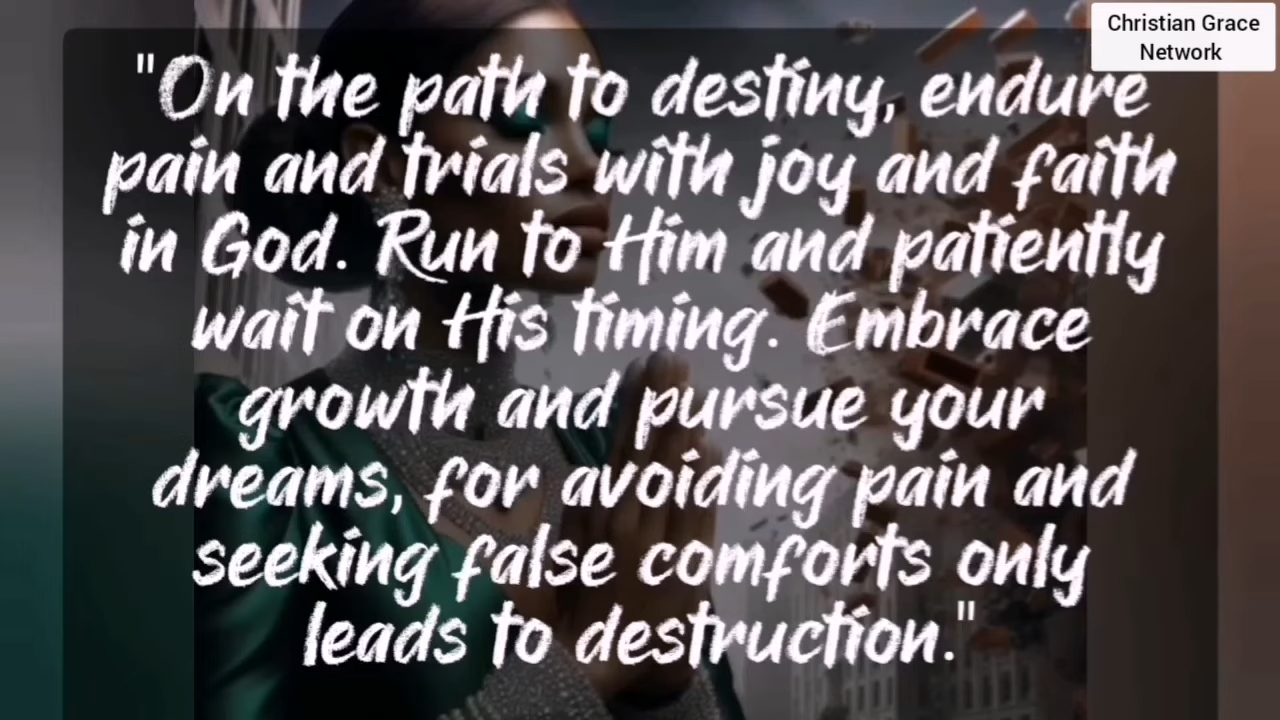 Christian Grace
Network
"On the path to destiny, endure
pain and trials with joy and faith
in God. Run to Him and patiently
wait on His timing. Embrace
growth and pursue your
dreams, for avoiding pain and
seeking false comforts only
leads to destruction."